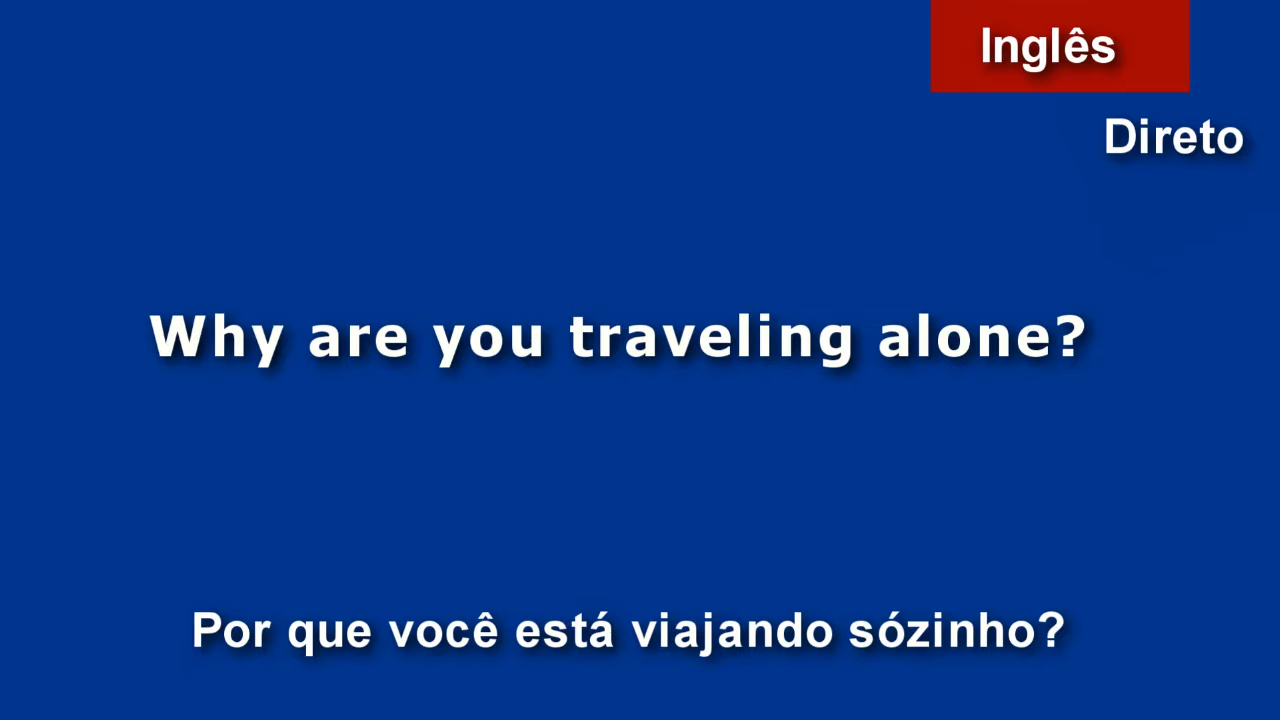 Inglês
Direto
Why are you traveling alone?
Por que você está viajando sózinho?